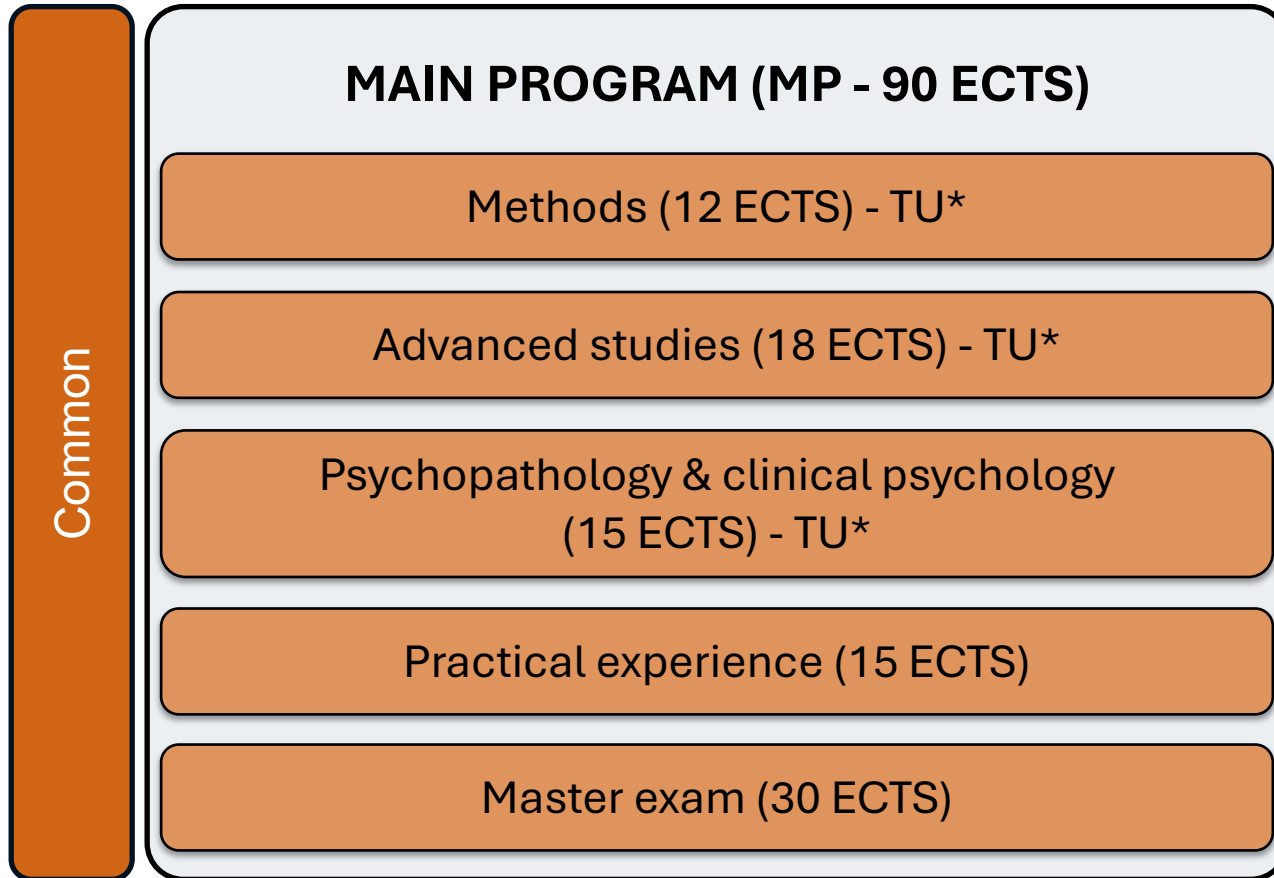 Common
MAIN PROGRAM (MP - 90 ECTS)
Methods (12 ECTS) - TU*
Advanced studies (18 ECTS) - TU*
Psychopathology & clinical psychology
(15 ECTS) - TU*
Practical experience (15 ECTS)
Master exam (30 ECTS)